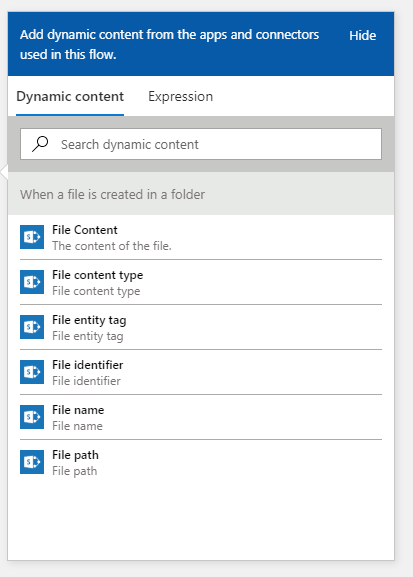 Add dynamic content from the apps and connectors
Hide
used in this flow.
Dynamic content
Expression
Search dynamic content
When a file is created in a folder
File Content
The content of the file.
File content type
File content type
File entity tag
File entity tag
File identifier
File identifier
File name
File name
File path
File path